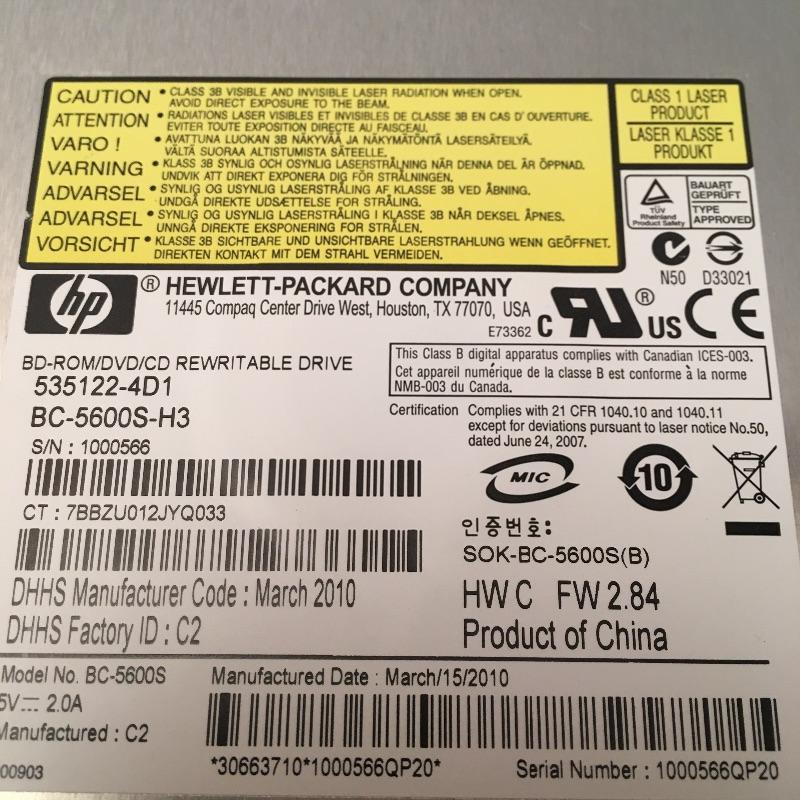 CAUTION • CLASS 3B VISIBLE AND INVISIBLE LASER RADIATION WHEN OPEN.
AVOID DIRECT EXPOSURE TO THE BEAM.
ATTENTION • RADIATIONS LASER VISIBLES ET INVISIBLES DE CLASSE 3B EN CAS D' OUVERTURE.
EVITER TOUTE EXPOSITION DIRECTE AU FAISCEAU.
VARO ! • AVATTUNA LUOKAN 3B NÄKYVÄÄ JA NÄKYMÄTÖNTÄ LASERSÄTEILYÄ.
VÄLTÄ SUORAA ALTISTUMISTA SÄTEELLE.
VARNING • KLASS 3B SYNLIG OCH OSYNLIG LASERSTRÅLNING NÄR DENNA DEL ÄR ÖPPNAD.
UNDVIK ATT DIREKT EXPONERA DIG FÖR STRÅLNINGEN.
ADVARSEL • SYNLIG OG USYNLIG LASERSTRÅLING AF KLASSE 3B VED ÅBNING.
UNDGÅ DIREKTE UDSÆTTELSE FOR STRÅLING.
ADVARSEL • SYNLIG OG USYNLIG LASERSTRÅLING I KLASSE 3B NÅR DEKSEL ÅPNES.
UNNGÅ DIREKTE EKSPONERING FOR STRÅLEN.
VORSICHT • KLASSE 3B SICHTBARE UND UNSICHTBARE LASERSTRAHLUNG WENN GEÖFFNET.
DIREKTEN KONTAKT MIT DEM STRAHL VERMEIDEN.
CLASS 1 LASER
PRODUCT
LASER KLASSE 1
PRODUKT
TÜV
Rheinland
Product Safety
BAUART
GEPRÜFT
TYPE
APPROVED
N50 D33021
hp ® HEWLETT-PACKARD COMPANY
11445 Compaq Center Drive West, Houston, TX 77070, USA
E73362 C RU ® US CE
BD-ROM/DVD/CD REWRITABLE DRIVE
535122-4D1
BC-5600S-H3
S/N : 1000566
CT : 7BBZU012JYQ033
This Class B digital apparatus complies with Canadian ICES-003.
Cet appareil numérique de la classe B est conforme à la norme
NMB-003 du Canada.
Certification Complies with 21 CFR 1040.10 and 1040.11
except for deviations pursuant to laser notice No.50,
dated June 24, 2007.
MIC
10
인증번호:
SOK-BC-5600S(B)
HW C FW 2.84
Product of China
DHHS Manufacturer Code : March 2010
DHHS Factory ID : C2
Model No. BC-5600S
5V⎓ 2.0A
Manufactured : C2
00903
Manufactured Date : March/15/2010
*30663710*1000566QP20*
Serial Number : 1000566QP20